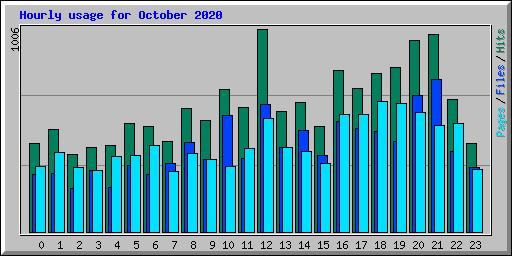 Hourly usage for October 2020
1006
Pages / Files / Hits
0 1 2 3 4 5 6 7 8 9 10 11 12 13 14 15 16 17 18 19 20 21 22 23